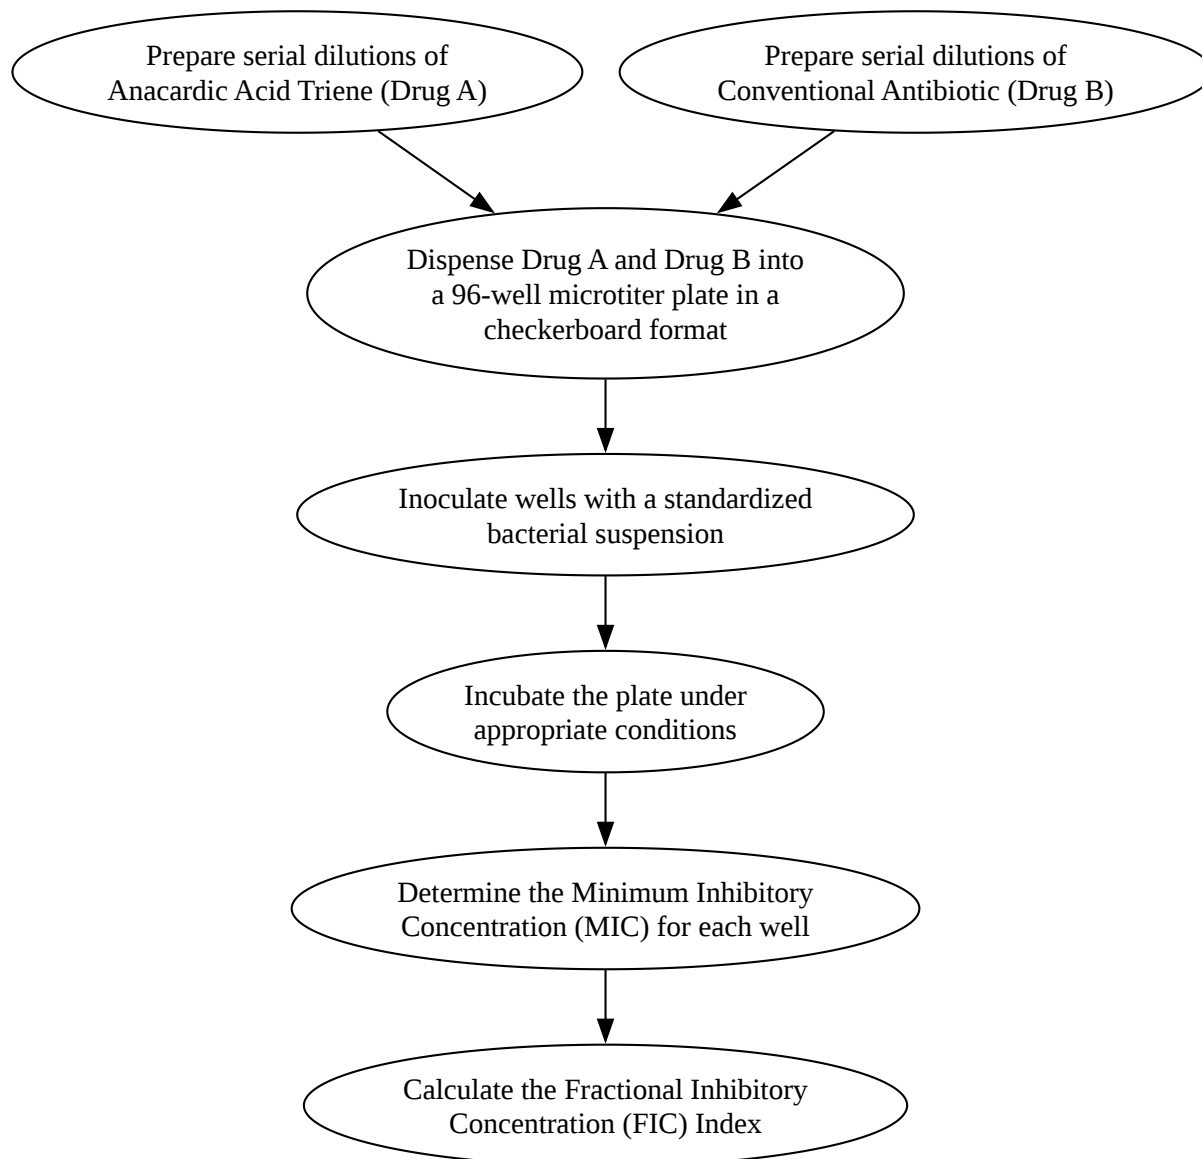 Prepare serial dilutions of
Anacardic Acid Triene (Drug A)
Prepare serial dilutions of
Conventional Antibiotic (Drug B)
Dispense Drug A and Drug B into
a 96-well microtiter plate in a
checkerboard format
Inoculate wells with a standardized
bacterial suspension
Incubate the plate under
appropriate conditions
Determine the Minimum Inhibitory
Concentration (MIC) for each well
Calculate the Fractional Inhibitory
Concentration (FIC) Index